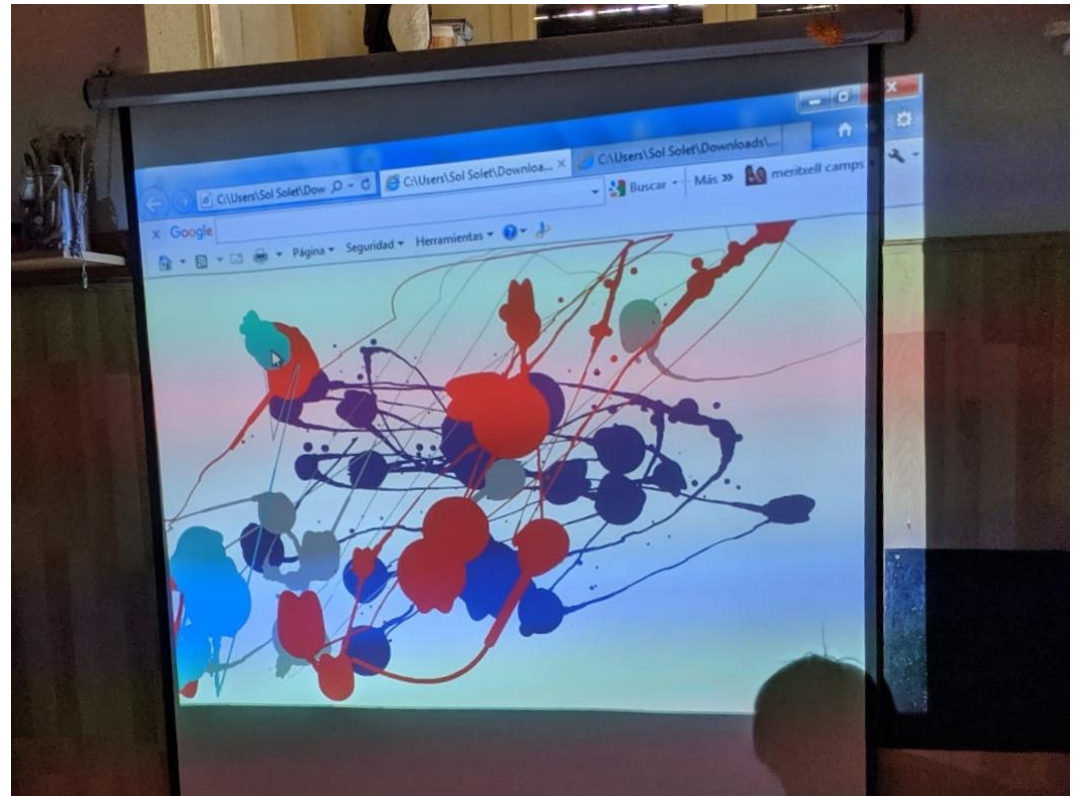 C:\Users\Sol Solet\Dow C:\Users\Sol Solet\Downloa... C:\Users\Sol Solet\Downloads\...
x Google Buscar Más » meritxell camps
Página Seguridad Herramientas